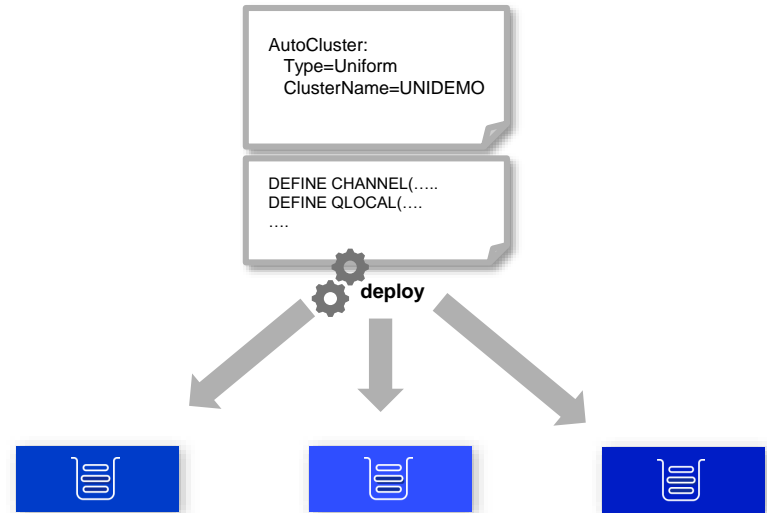 AutoCluster:
Type=Uniform
ClusterName=UNIDEMO
DEFINE CHANNEL(…..
DEFINE QLOCAL(….
….
deploy